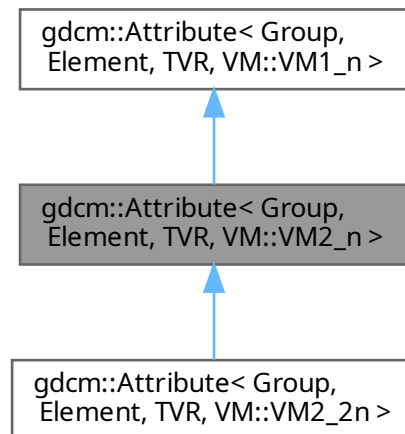 gdcm::Attribute< Group,
Element, TVR, VM::VM1_n >
gdcm::Attribute< Group,
Element, TVR, VM::VM2_n >
gdcm::Attribute< Group,
Element, TVR, VM::VM2_2n >